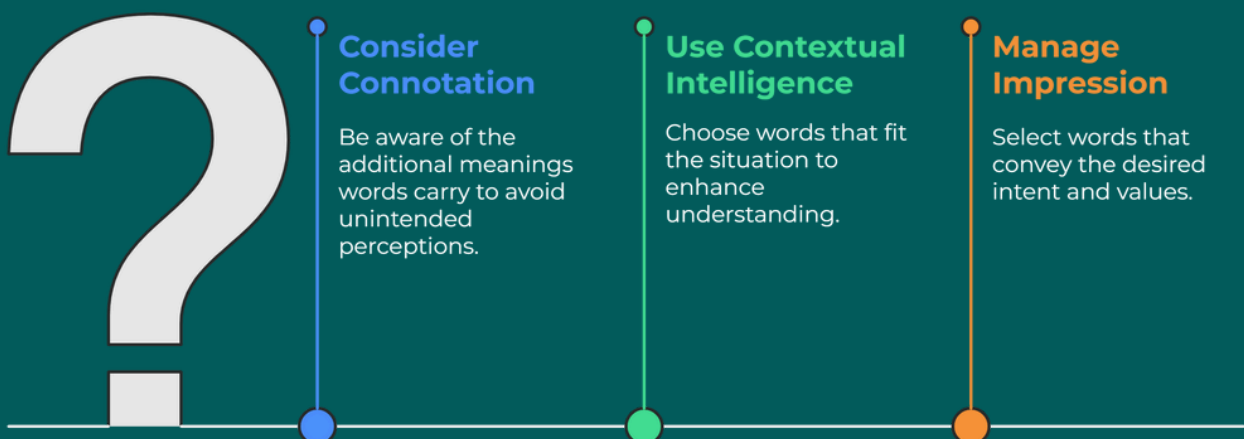 Consider
Connotation
Be aware of the
additional meanings
words carry to avoid
unintended
perceptions.
Use Contextual
Intelligence
Choose words that fit
the situation to
enhance
understanding.
Manage
Impression
Select words that
convey the desired
intent and values.